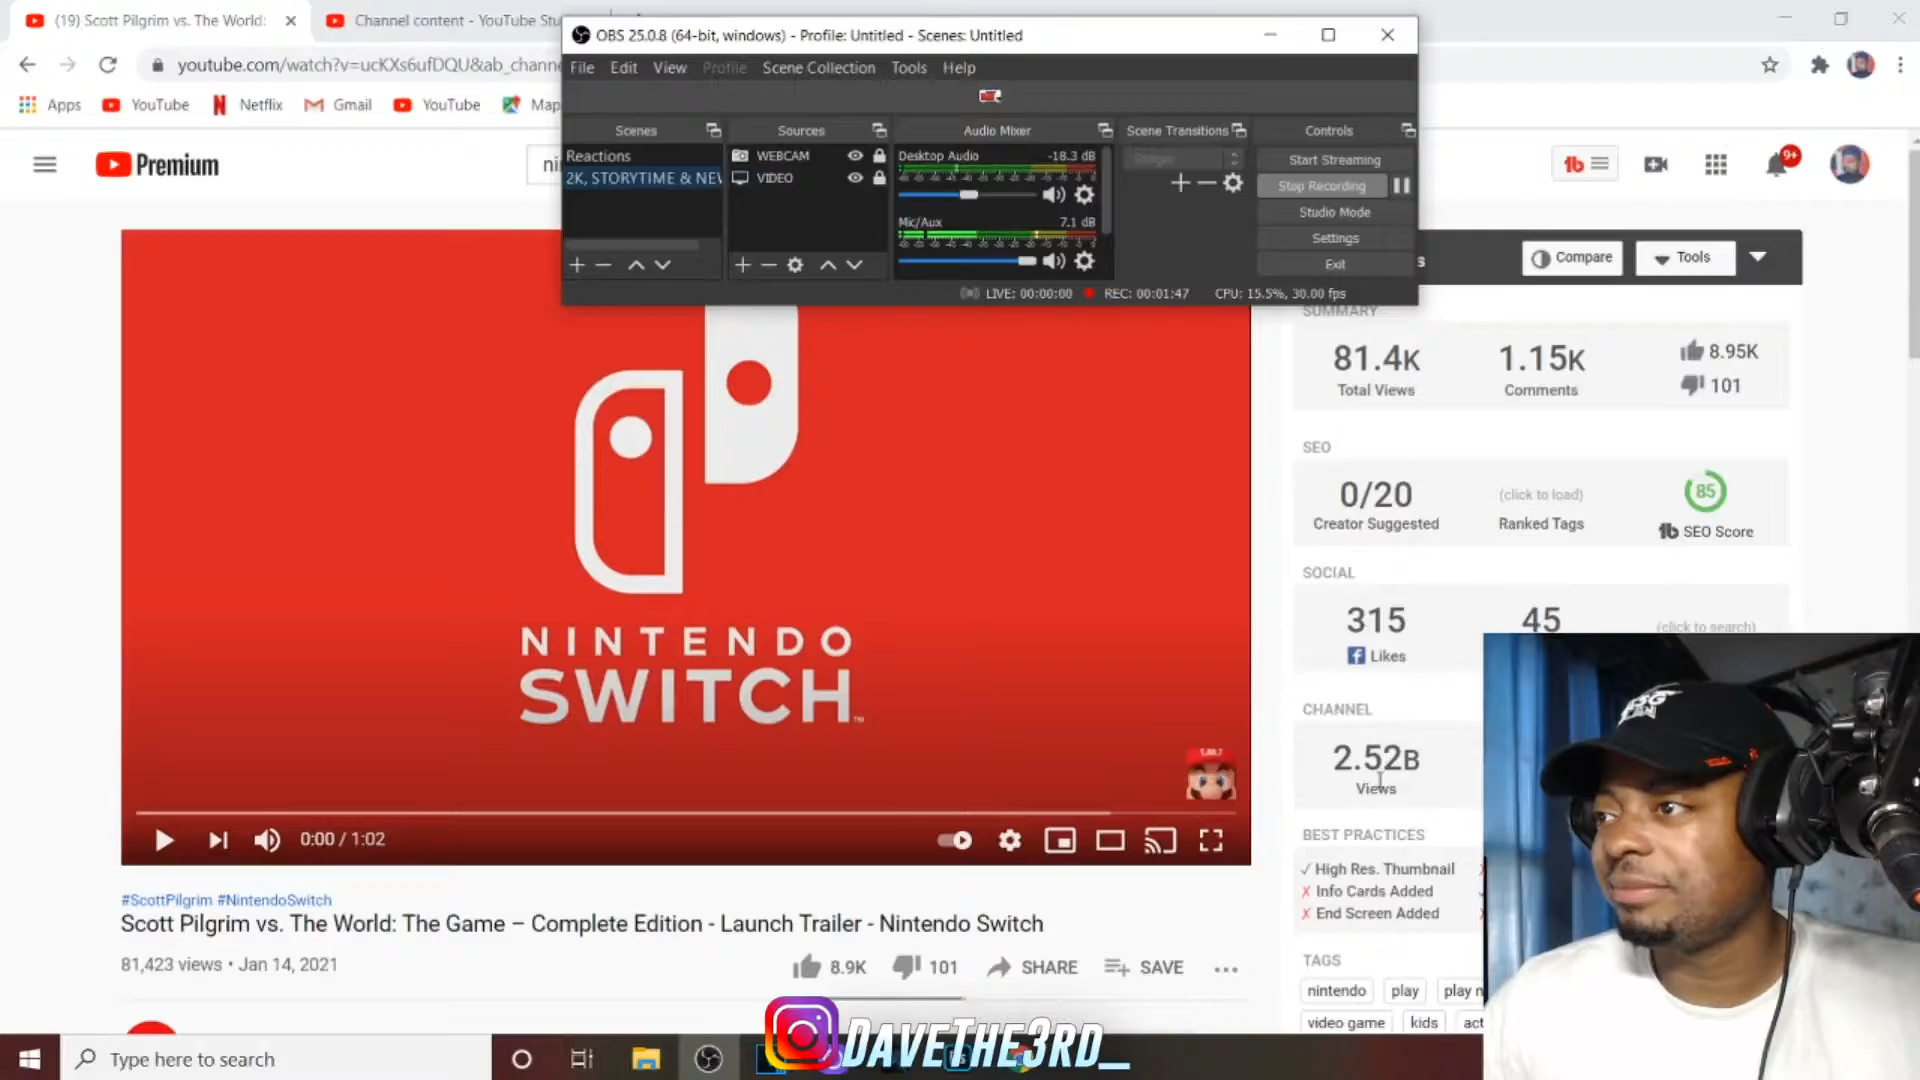 (19) Scott Pilgrim vs. The World:
Channel content - YouTube Stu
OBS 25.0.8 (64-bit, windows) - Profile: Untitled - Scenes: Untitled
youtube.com/watch?v=ucKXs6ufDQU&ab_channe
File Edit View Profile Scene Collection Tools Help
Apps YouTube Netflix Gmail YouTube Map
Scenes Sources Audio Mixer Scene Transitions Controls
Reactions
2K, STORYTIME & NEW
WEBCAM
VIDEO
Desktop Audio -18.3 dB
Mic/Aux 7.1 dB
Start Streaming
Stop Recording
Studio Mode
Settings
Exit
LIVE: 00:00:00 REC: 00:01:47 CPU: 15.5%, 30.00 fps
Premium
ni
9+
Compare Tools
SUMMARY
81.4K 1.15K 8.95K
Total Views Comments 101
SEO
0/20 (click to load) 85
Creator Suggested Ranked Tags SEO Score
SOCIAL
315 45 (click to search)
Likes
CHANNEL
2.52B
Views
BEST PRACTICES
✓ High Res. Thumbnail
X Info Cards Added
X End Screen Added
TAGS
nintendo play play n
video game kids act
NINTENDO
SWITCH™
0:00 / 1:02
#ScottPilgrim #NintendoSwitch
Scott Pilgrim vs. The World: The Game – Complete Edition - Launch Trailer - Nintendo Switch
81,423 views • Jan 14, 2021
8.9K 101 SHARE SAVE
DAVETHE3RD_
Type here to search